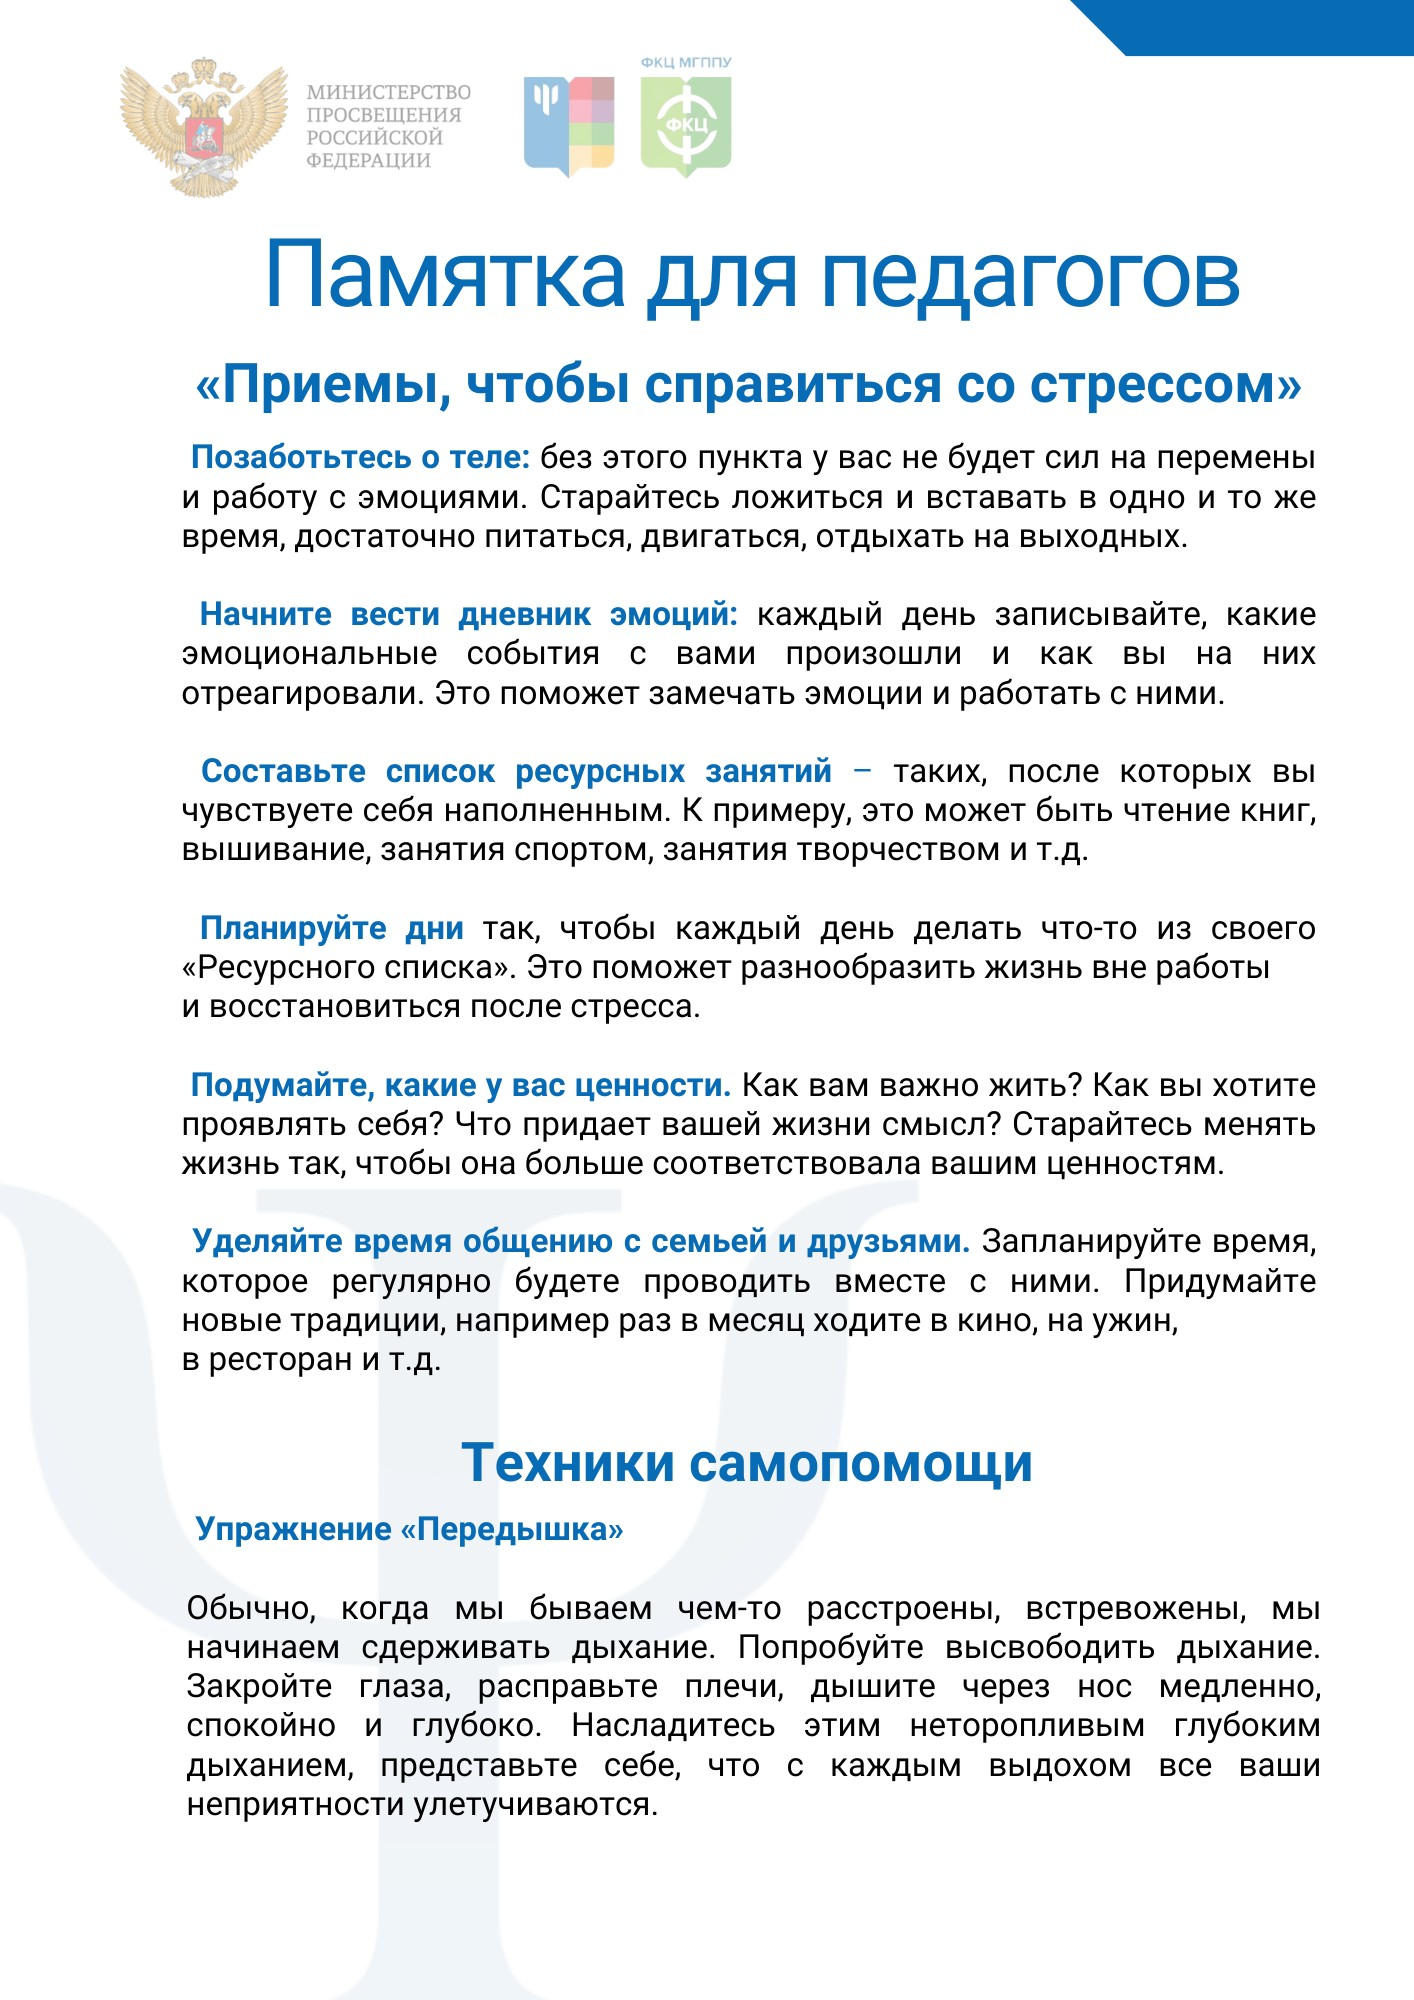 МИНИСТЕРСТВО
ПРОСВЕЩЕНИЯ
РОССИЙСКОЙ
ФЕДЕРАЦИИ
ФКЦ МГППУ
ФКЦ
Памятка для педагогов
«Приемы, чтобы справиться со стрессом»
Позаботьтесь о теле: без этого пункта у вас не будет сил на перемены
и работу с эмоциями. Старайтесь ложиться и вставать в одно и то же
время, достаточно питаться, двигаться, отдыхать на выходных.
Начните вести дневник эмоций: каждый день записывайте, какие
эмоциональные события с вами произошли и как вы на них
отреагировали. Это поможет замечать эмоции и работать с ними.
Составьте список ресурсных занятий – таких, после которых вы
чувствуете себя наполненным. К примеру, это может быть чтение книг,
вышивание, занятия спортом, занятия творчеством и т.д.
Планируйте дни так, чтобы каждый день делать что-то из своего
«Ресурсного списка». Это поможет разнообразить жизнь вне работы
и восстановиться после стресса.
Подумайте, какие у вас ценности. Как вам важно жить? Как вы хотите
проявлять себя? Что придает вашей жизни смысл? Старайтесь менять
жизнь так, чтобы она больше соответствовала вашим ценностям.
Уделяйте время общению с семьей и друзьями. Запланируйте время,
которое регулярно будете проводить вместе с ними. Придумайте
новые традиции, например раз в месяц ходите в кино, на ужин,
в ресторан и т.д.
Техники самопомощи
Упражнение «Передышка»
Обычно, когда мы бываем чем-то расстроены, встревожены, мы
начинаем сдерживать дыхание. Попробуйте высвободить дыхание.
Закройте глаза, расправьте плечи, дышите через нос медленно,
спокойно и глубоко. Насладитесь этим неторопливым глубоким
дыханием, представьте себе, что с каждым выдохом все ваши
неприятности улетучиваются.